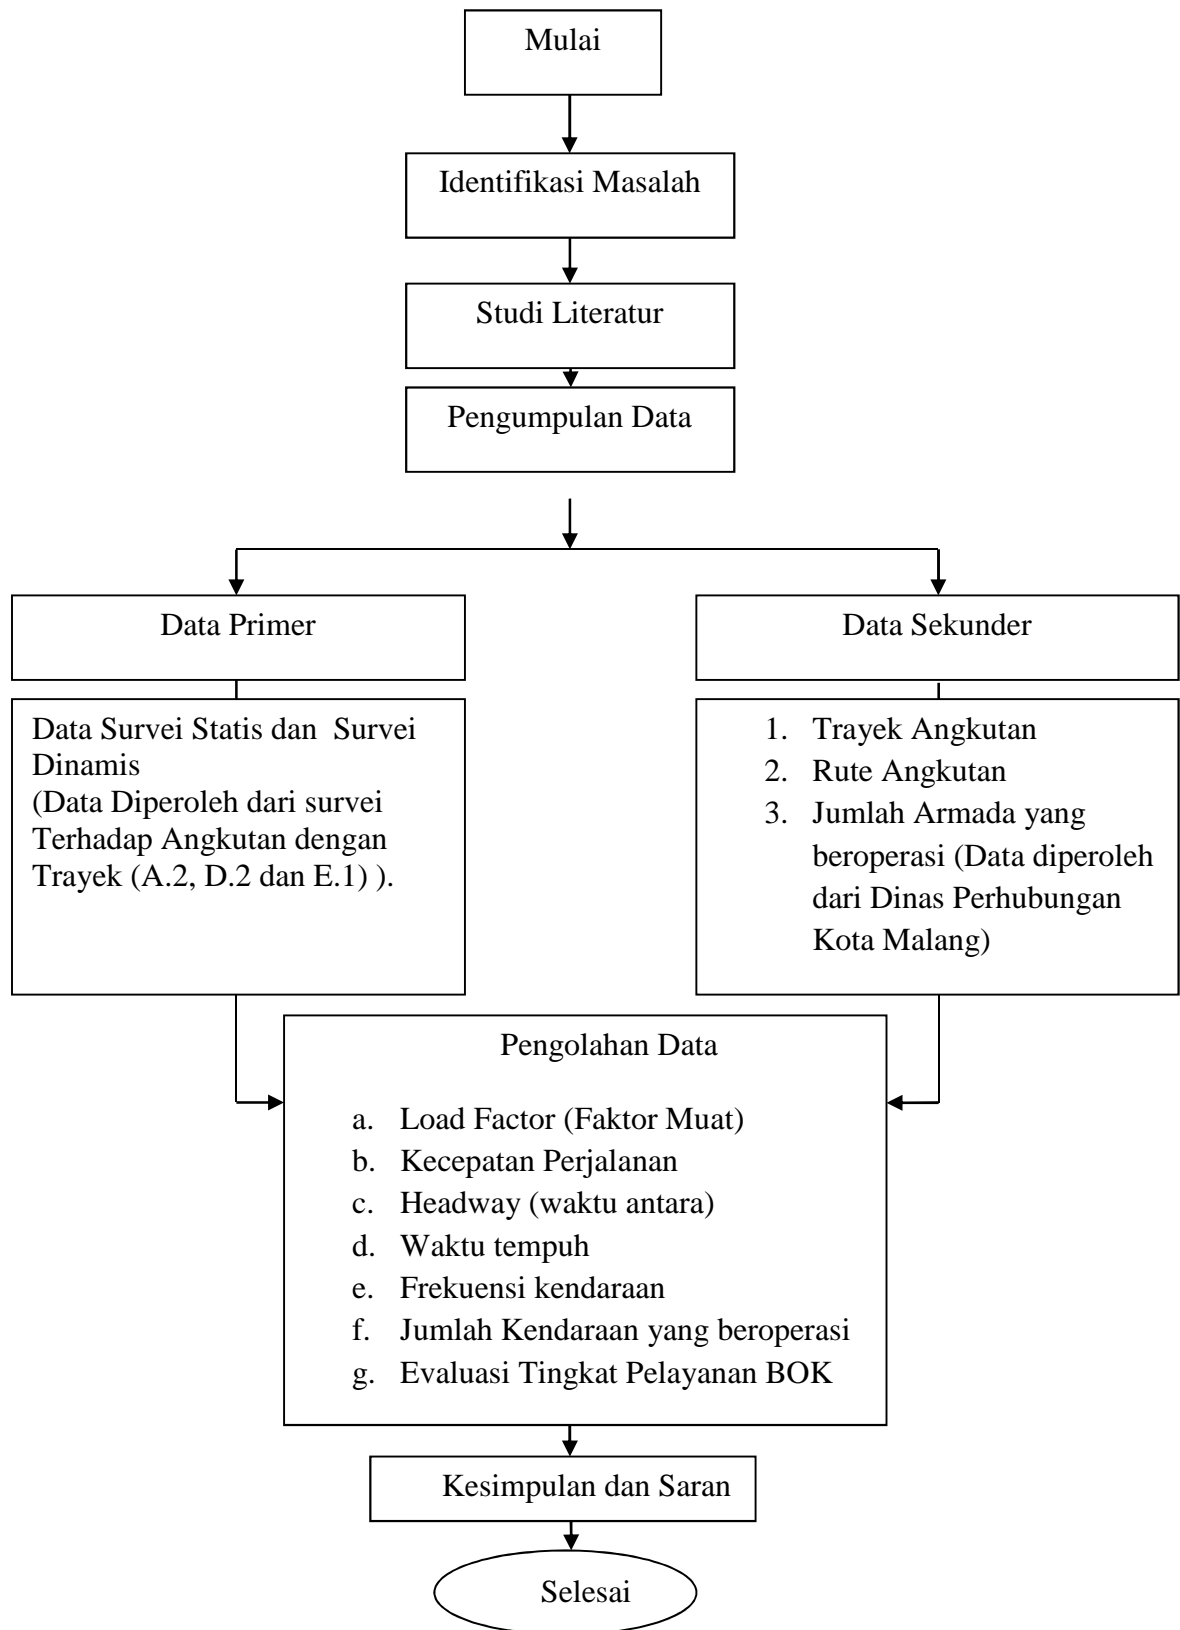 Mulai
Identifikasi Masalah
Studi Literatur
Pengumpulan Data
Data Primer
Data Survei Statis dan Survei
Dinamis
(Data Diperoleh dari survei
Terhadap Angkutan dengan
Trayek (A.2, D.2 dan E.1) ).
Data Sekunder
1. Trayek Angkutan
2. Rute Angkutan
3. Jumlah Armada yang
beroperasi (Data diperoleh
dari Dinas Perhubungan
Kota Malang)
Pengolahan Data
a. Load Factor (Faktor Muat)
b. Kecepatan Perjalanan
c. Headway (waktu antara)
d. Waktu tempuh
e. Frekuensi kendaraan
f. Jumlah Kendaraan yang beroperasi
g. Evaluasi Tingkat Pelayanan BOK
Kesimpulan dan Saran
Selesai